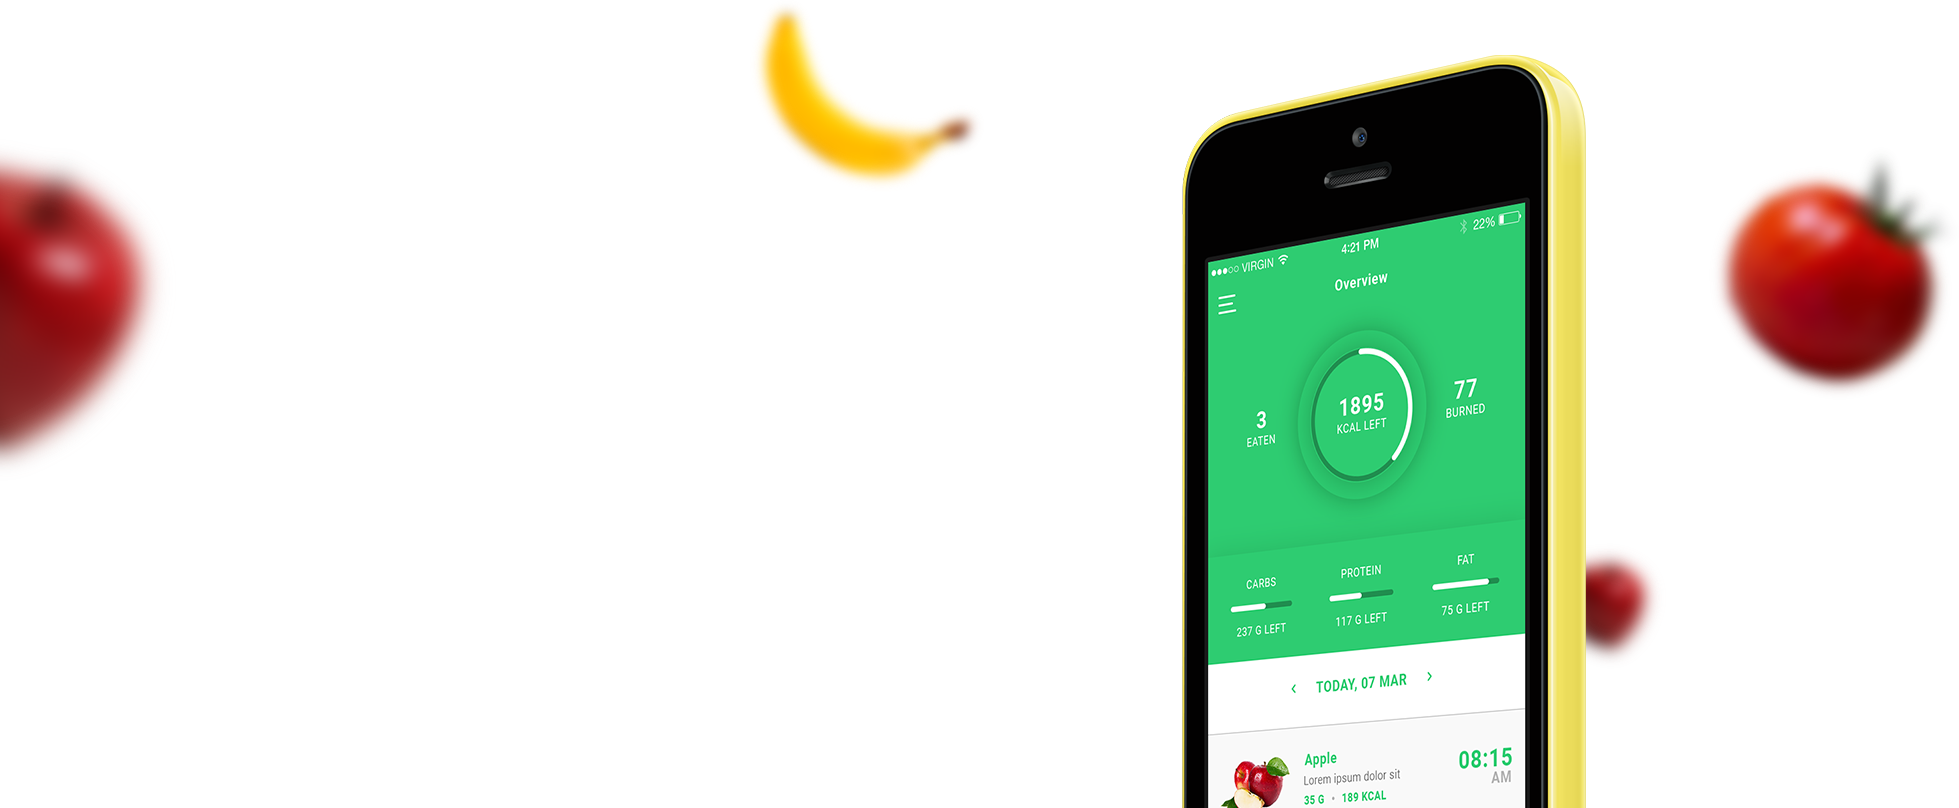 VIRGIN 4:21 PM 22%
Overview
3
EATEN
1895
KCAL LEFT
77
BURNED
CARBS PROTEIN FAT
237 G LEFT 117 G LEFT 75 G LEFT
‹ TODAY, 07 MAR ›
Apple
Lorem ipsum dolor sit
35 G • 189 KCAL
08:15
AM